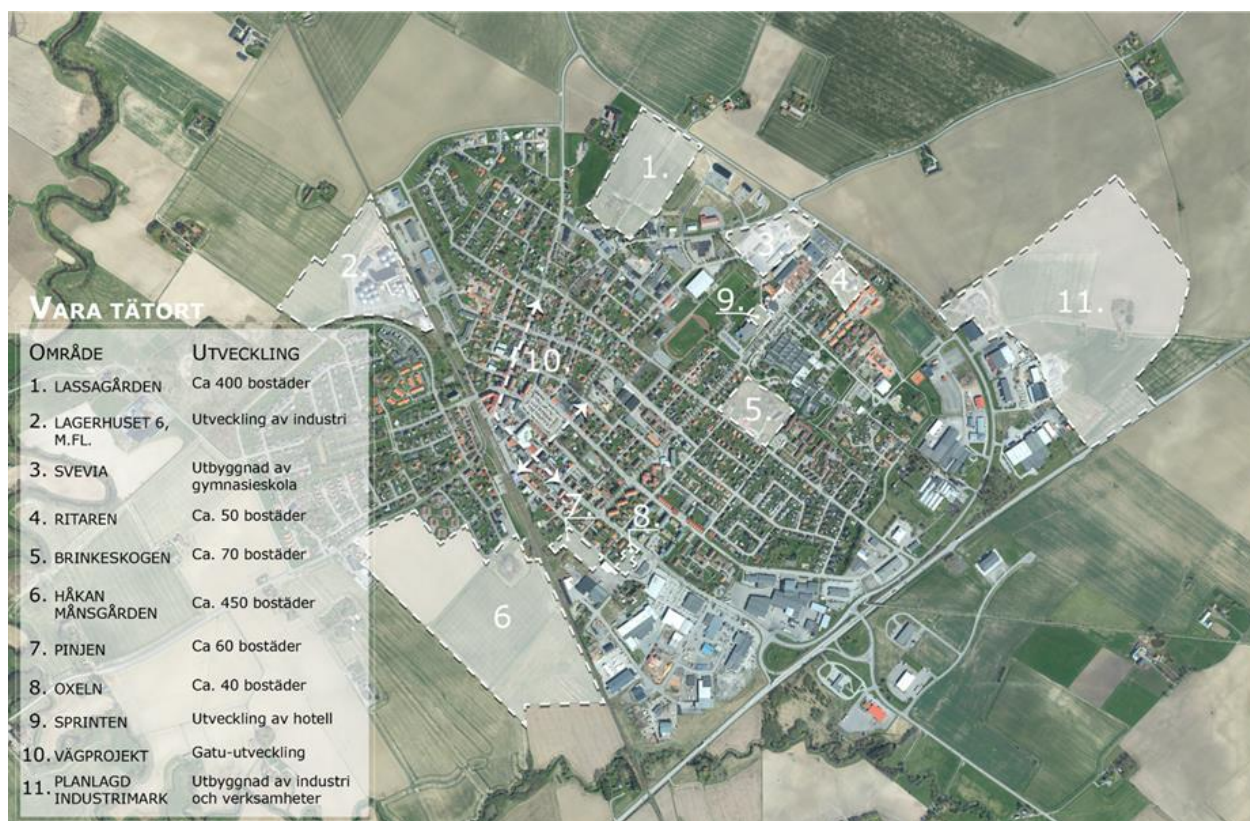 VARA TÄTORT
OMRÅDE UTVECKLING
1. LASSAGÅRDEN Ca 400 bostäder
2. LAGERHUSET 6, Utveckling av industri
M.FL.
3. SVEVIA Utbyggnad av
gymnasieskola
4. RITAREN Ca. 50 bostäder
5. BRINKESKOGEN Ca. 70 bostäder
6. HÅKAN
MÅNSGÅRDEN Ca. 450 bostäder
7. PINJEN Ca 60 bostäder
8. OXELN Ca. 40 bostäder
9. SPRINTEN Utveckling av hotell
10. VÄGPROJEKT Gatu-utveckling
11. PLANLAGD Utbyggnad av industri
INDUSTRIMARK och verksamheter
1.
2.
3.
4.
9.
11.
10.
5.
7.
8.
6